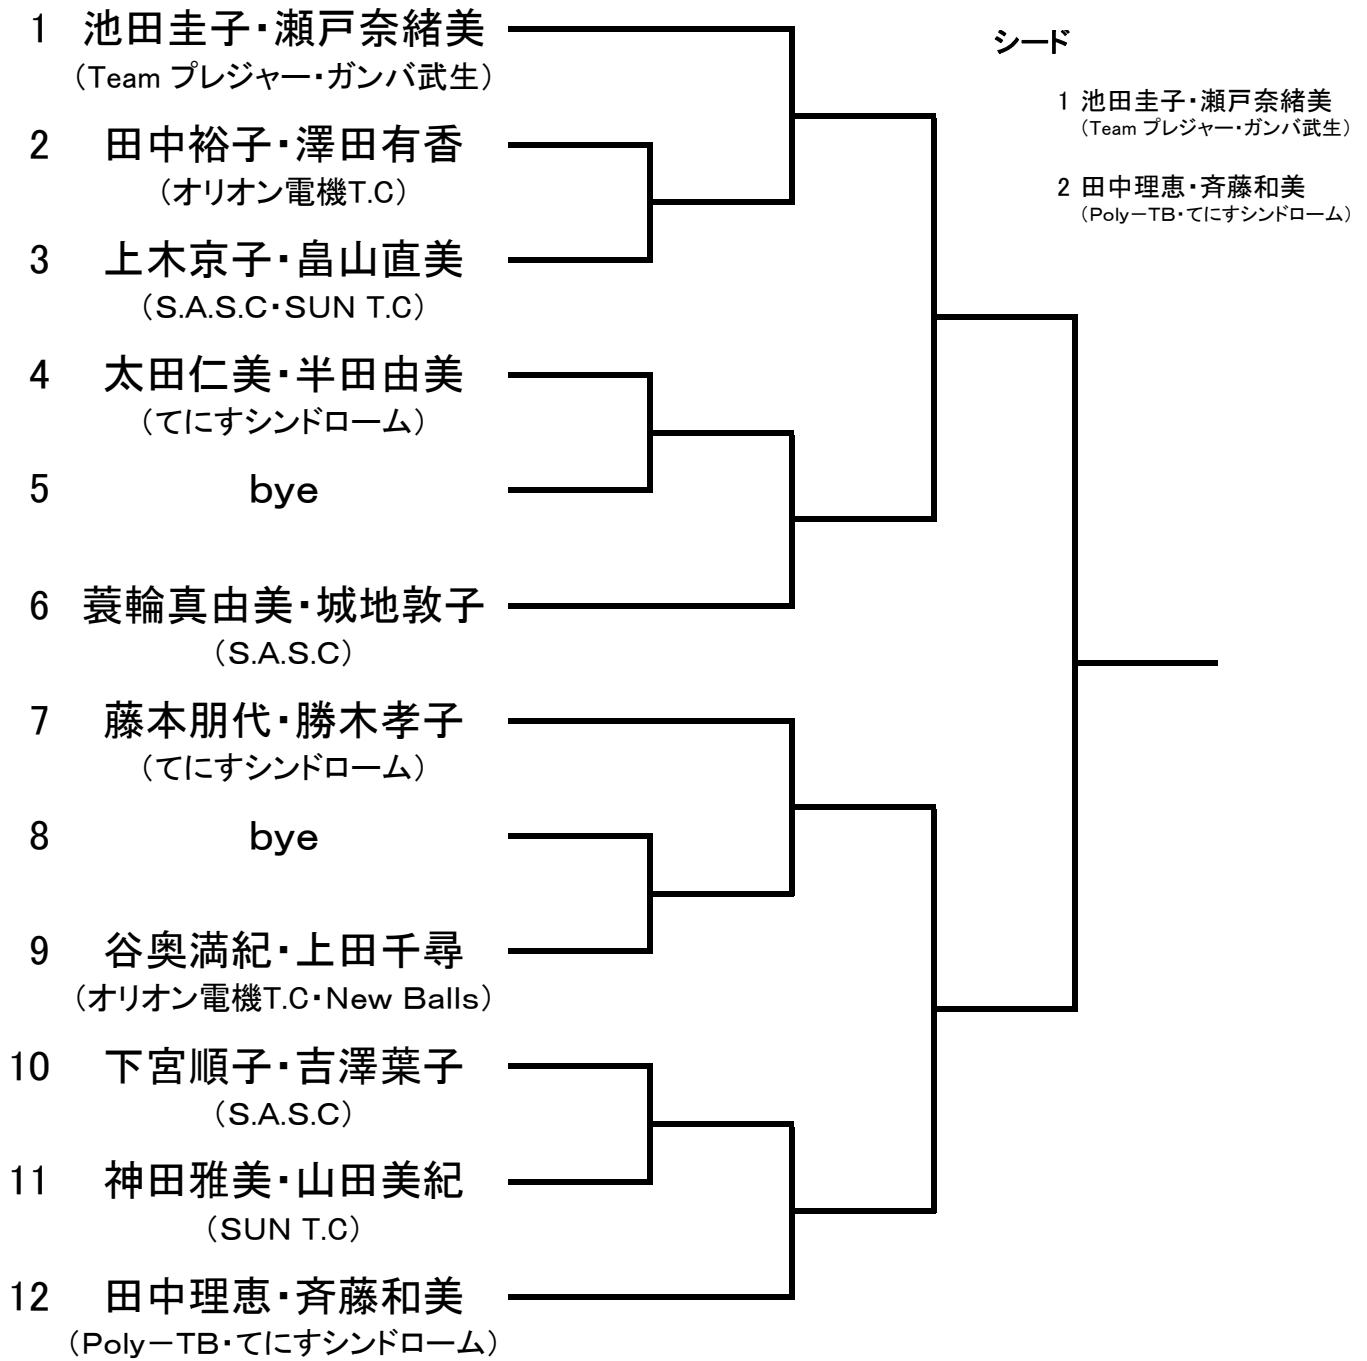 1 池田圭子・瀬戸奈緒美
（Team プレジャー・ガンバ武生）
2 田中裕子・澤田有香
（オリオン電機T.C）
3 上木京子・畠山直美
（S.A.S.C・SUN T.C）
4 太田仁美・半田由美
（てにすシンドローム）
5 bye
6 蓑輪真由美・城地敦子
（S.A.S.C）
7 藤本朋代・勝木孝子
（てにすシンドローム）
8 bye
9 谷奥満紀・上田千尋
（オリオン電機T.C・New Balls）
10 下宮順子・吉澤葉子
（S.A.S.C）
11 神田雅美・山田美紀
（SUN T.C）
12 田中理恵・斉藤和美
（Poly－TB・てにすシンドローム）
シード
1 池田圭子・瀬戸奈緒美
（Team プレジャー・ガンバ武生）
2 田中理恵・斉藤和美
（Poly－TB・てにすシンドローム）